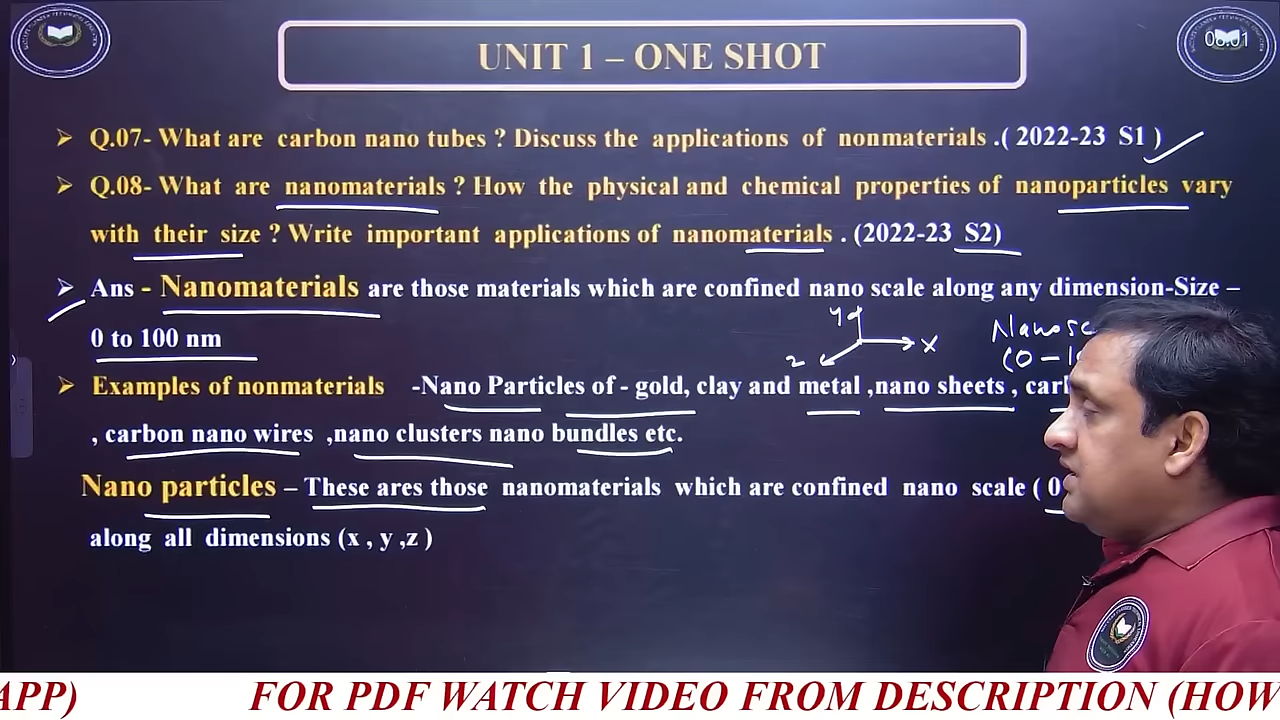 UNIT 1 – ONE SHOT
06:01
➤ Q.07- What are carbon nano tubes ? Discuss the applications of nonmaterials .( 2022-23 S1 )
➤ Q.08- What are nanomaterials ? How the physical and chemical properties of nanoparticles vary
with their size ? Write important applications of nanomaterials . (2022-23 S2)
➤ Ans - Nanomaterials are those materials which are confined nano scale along any dimension-Size –
0 to 100 nm
y
x
z
➤ Examples of nonmaterials -Nano Particles of - gold, clay and metal ,nano sheets ,
, carbon nano wires ,nano clusters nano bundles etc.
Nano particles – These ares those nanomaterials which are confined nano scale ( 0
along all dimensions (x , y ,z )
APP) FOR PDF WATCH VIDEO FROM DESCRIPTION (HOW